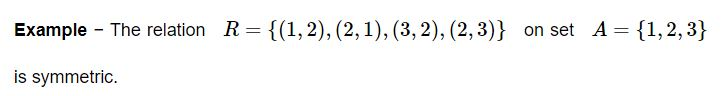 Example − The relation R = {(1, 2), (2, 1), (3, 2), (2, 3)} on set A = {1, 2, 3}
is symmetric.